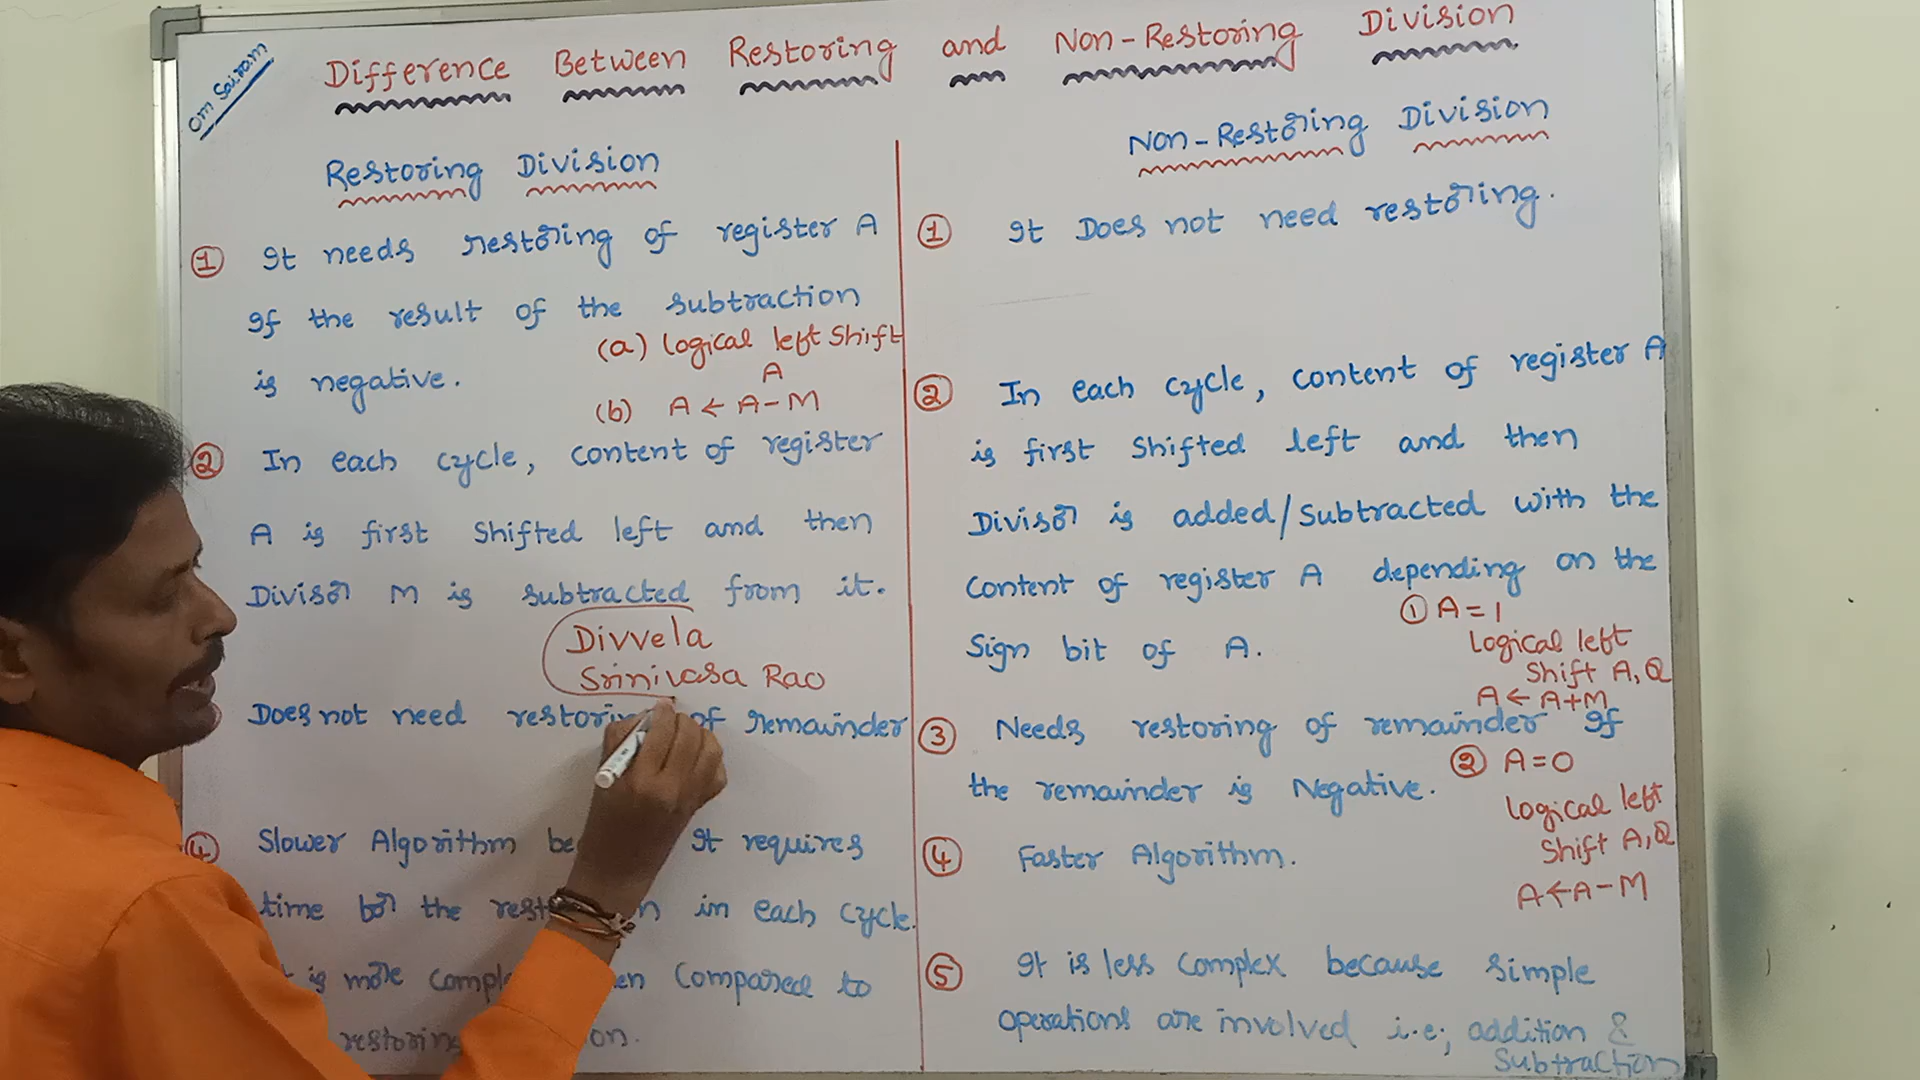 Om Sairam
Difference Between Restoring and Non-Restoring Division
Restoring Division
① It needs restoring of register A
If the result of the subtraction
is negative.
(a) Logical left Shift
A
(b) A ← A - M
② In each cycle, content of register
A is first Shifted left and then
Divisor M is subtracted from it.
Divvela
Srinivasa Rao
Does not need of remainder
④ Slower Algorithm It requires
time for the in each cycle.
is more compared to
Non-Restoring Division
① It Does not need restoring.
② In each cycle, content of register A
is first Shifted left and then
Divisor is added/subtracted with the
content of register A depending on the
Sign bit of A.
① A = 1
Logical left
Shift A, Q
A ← A+M
③ Needs restoring of remainder If
the remainder is Negative.
② A = 0
Logical left
Shift A, Q
A ← A - M
④ Faster Algorithm.
⑤ It is less complex because simple
operations are involved i.e; addition &
Subtraction